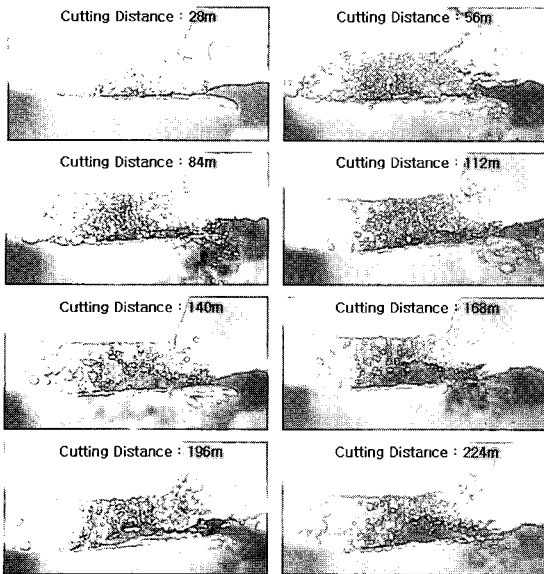 Cutting Distance : 28m
Cutting Distance : 56m
Cutting Distance : 84m
Cutting Distance : 112m
Cutting Distance : 140m
Cutting Distance : 168m
Cutting Distance : 196m
Cutting Distance : 224m